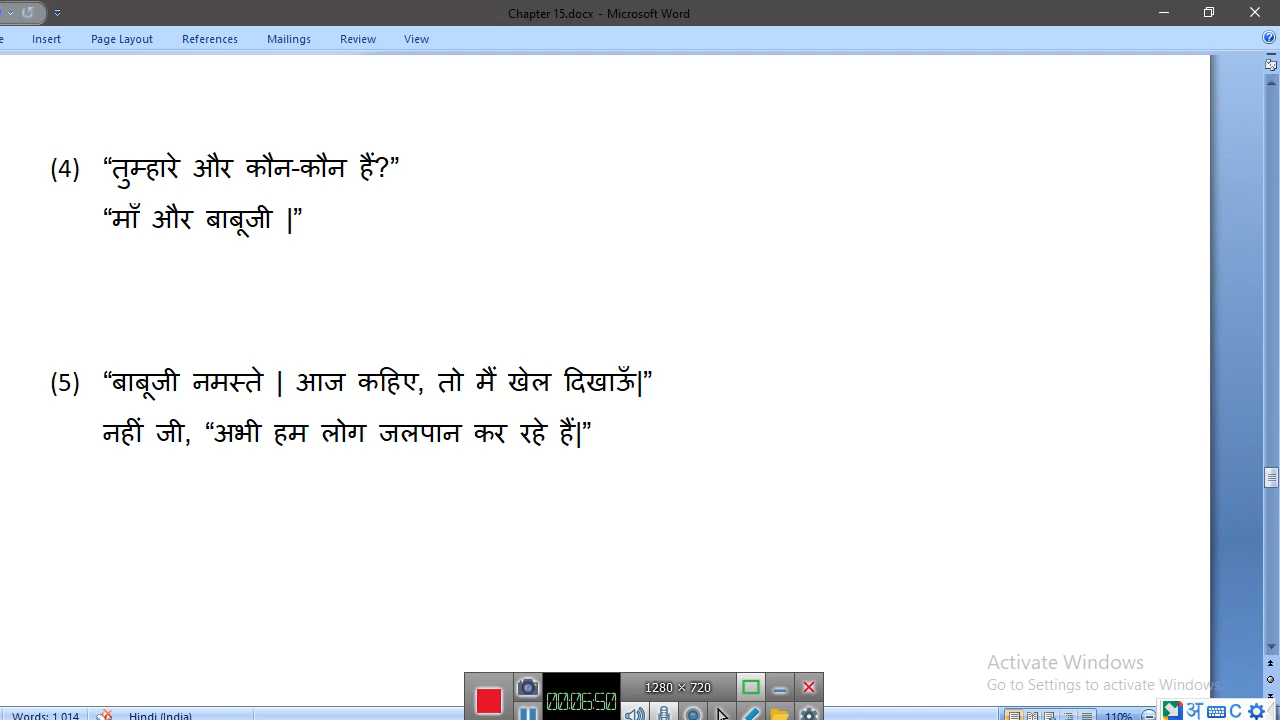 Chapter 15.docx - Microsoft Word
Insert Page Layout References Mailings Review View
(4) “तुम्हारे और कौन-कौन हैं?”
“माँ और बाबूजी |”
(5) “बाबूजी नमस्ते | आज कहिए, तो मैं खेल दिखाऊँ|”
नहीं जी, “अभी हम लोग जलपान कर रहे हैं|”
Activate Windows
Go to Settings to activate Windows.
00:06:50 1280 × 720
Words: 1,014 Hindi (India) 110% अ C